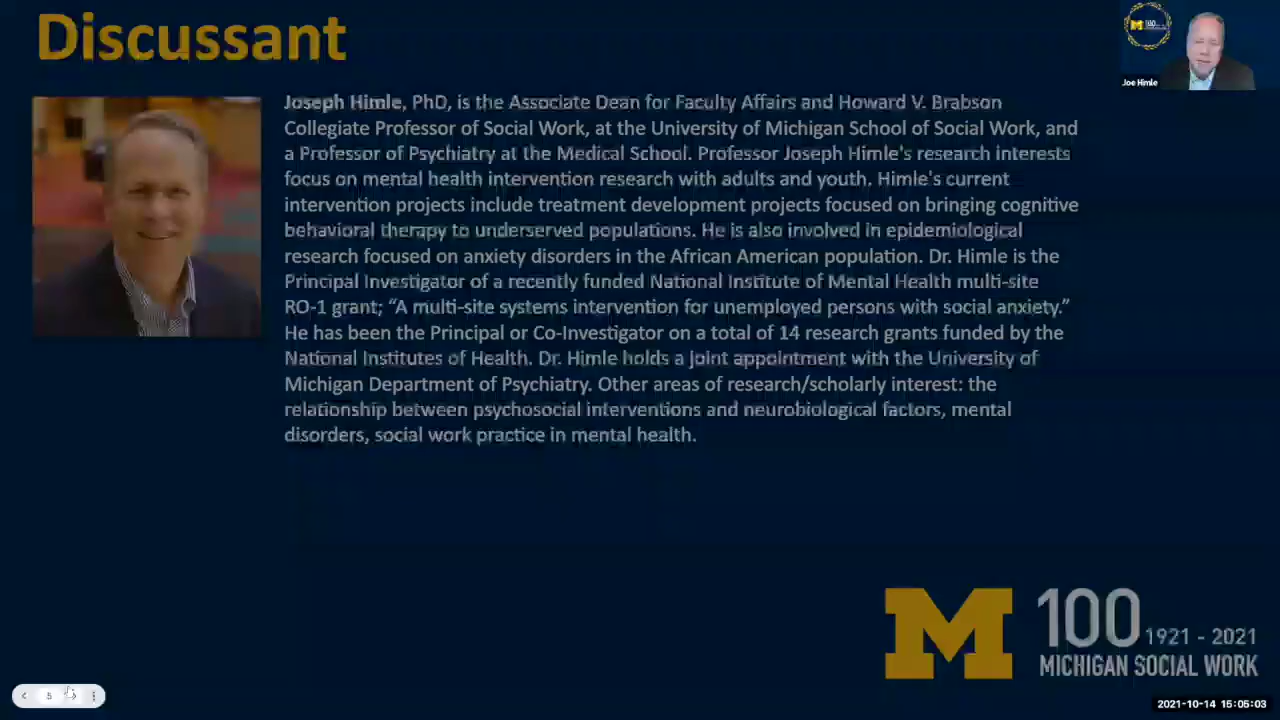 Discussant
Joseph Himle, PhD, is the Associate Dean for Faculty Affairs and Howard V. Brabson
Collegiate Professor of Social Work, at the University of Michigan School of Social Work, and
a Professor of Psychiatry at the Medical School. Professor Joseph Himle's research interests
focus on mental health intervention research with adults and youth. Himle's current
intervention projects include treatment development projects focused on bringing cognitive
behavioral therapy to underserved populations. He is also involved in epidemiological
research focused on anxiety disorders in the African American population. Dr. Himle is the
Principal Investigator of a recently funded National Institute of Mental Health multi-site
RO-1 grant; “A multi-site systems intervention for unemployed persons with social anxiety.”
He has been the Principal or Co-Investigator on a total of 14 research grants funded by the
National Institutes of Health. Dr. Himle holds a joint appointment with the University of
Michigan Department of Psychiatry. Other areas of research/scholarly interest: the
relationship between psychosocial interventions and neurobiological factors, mental
disorders, social work practice in mental health.
M 100
Joe Himle
M 100 1921 - 2021
MICHIGAN SOCIAL WORK
5
2021-10-14 15:05:03